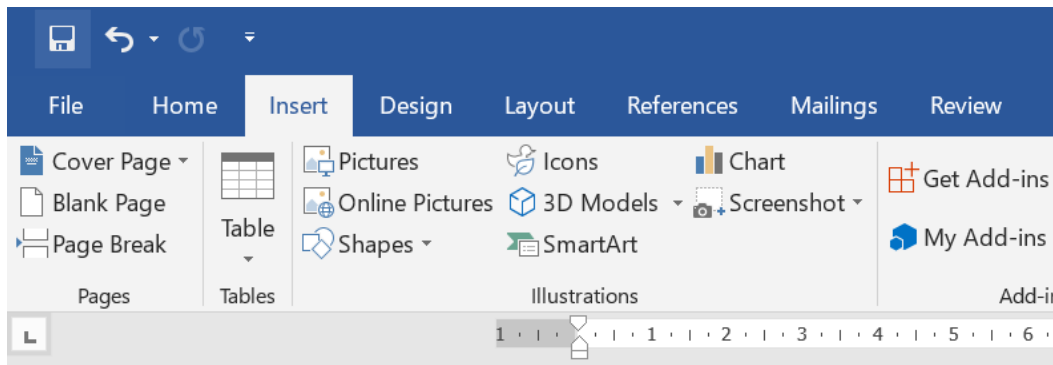 File Home Insert Design Layout References Mailings Review
Cover Page
Blank Page
Page Break
Pages
Table
Tables
Pictures
Online Pictures
Shapes
Icons
3D Models
SmartArt
Chart
Screenshot
Illustrations
Get Add-ins
My Add-ins
Add-i
L
1 1 2 3 4 5 6